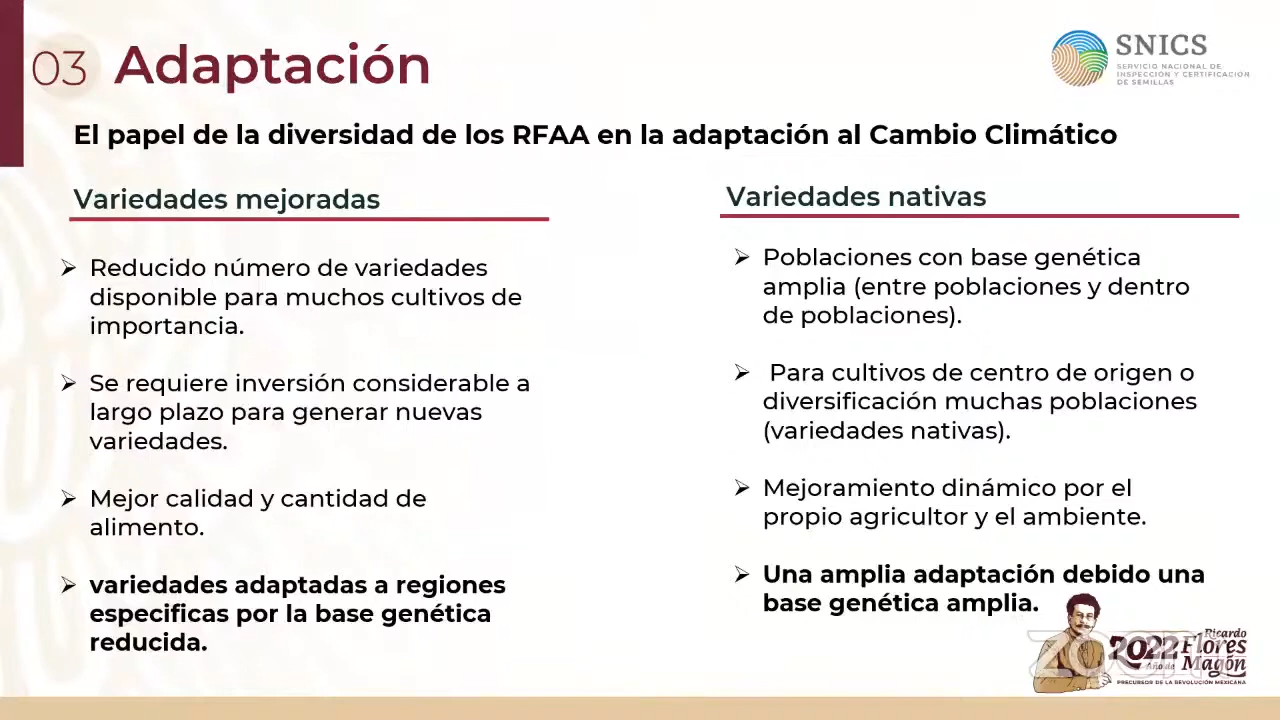 03 Adaptación
SNICS
SERVICIO NACIONAL DE
INSPECCIÓN Y CERTIFICACIÓN
DE SEMILLAS
El papel de la diversidad de los RFAA en la adaptación al Cambio Climático
Variedades mejoradas
Reducido número de variedades
disponible para muchos cultivos de
importancia.
Se requiere inversión considerable a
largo plazo para generar nuevas
variedades.
Mejor calidad y cantidad de
alimento.
variedades adaptadas a regiones
especificas por la base genética
reducida.
Variedades nativas
Poblaciones con base genética
amplia (entre poblaciones y dentro
de poblaciones).
Para cultivos de centro de origen o
diversificación muchas poblaciones
(variedades nativas).
Mejoramiento dinámico por el
propio agricultor y el ambiente.
Una amplia adaptación debido una
base genética amplia.
zoom
2022
Año de
Ricardo
Flores
Magón
PRECURSOR DE LA REVOLUCIÓN MEXICANA